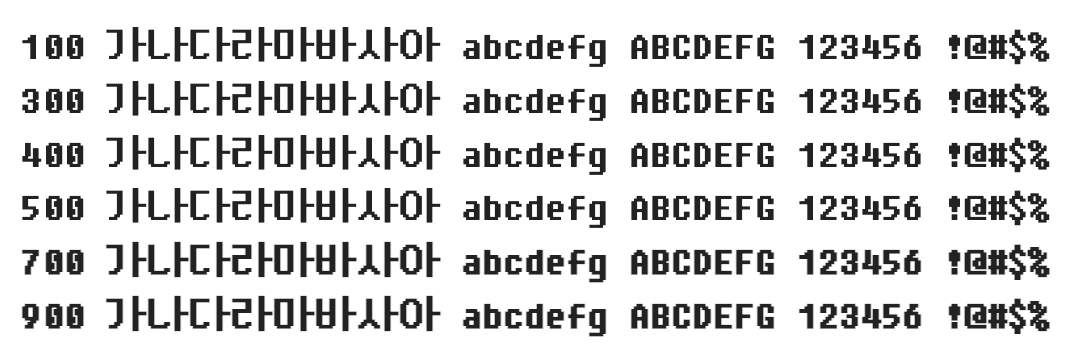 100 가나다라마바사아 abcdefg ABCDEFG 123456 !@#$%
300 가나다라마바사아 abcdefg ABCDEFG 123456 !@#$%
400 가나다라마바사아 abcdefg ABCDEFG 123456 !@#$%
500 가나다라마바사아 abcdefg ABCDEFG 123456 !@#$%
700 가나다라마바사아 abcdefg ABCDEFG 123456 !@#$%
900 가나다라마바사아 abcdefg ABCDEFG 123456 !@#$%